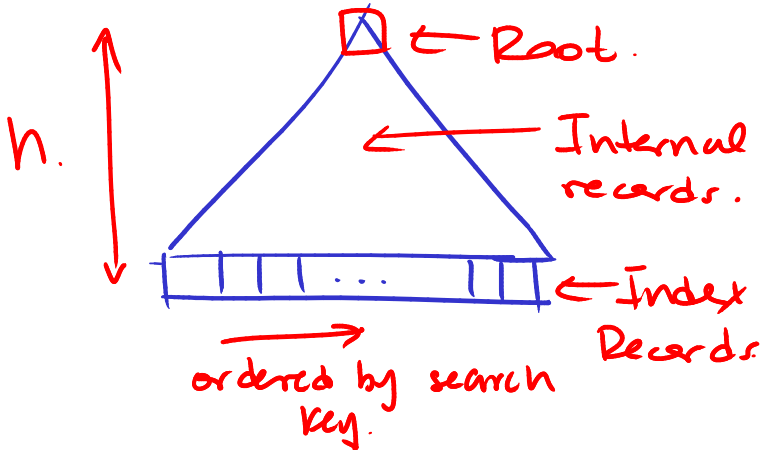 Root.
h.
Internal
records.
...
Index
Records.
ordered by search
key.